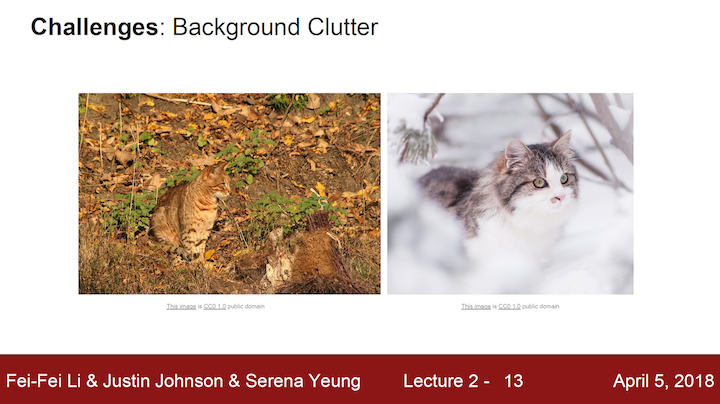 Challenges: Background Clutter
This image is CC0 1.0 public domain
This image is CC0 1.0 public domain
Fei-Fei Li & Justin Johnson & Serena Yeung
Lecture 2 - 13
April 5, 2018